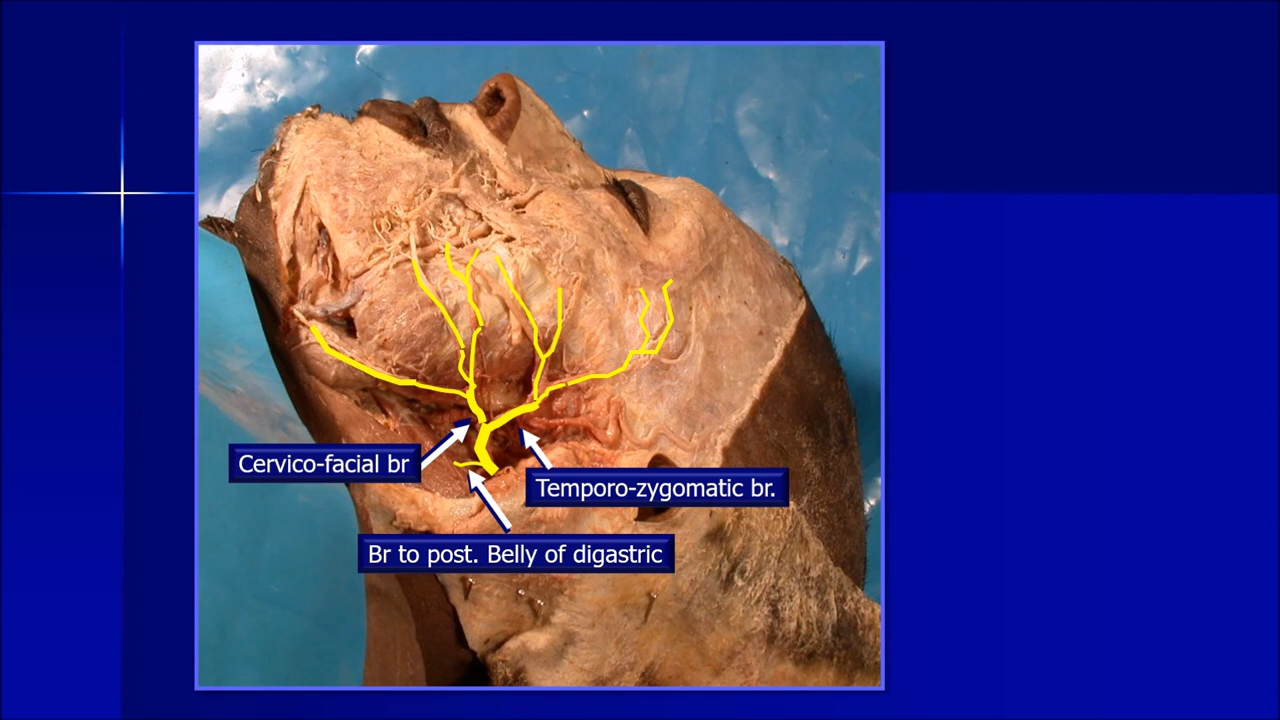 Cervico-facial br
Temporo-zygomatic br.
Br to post. Belly of digastric